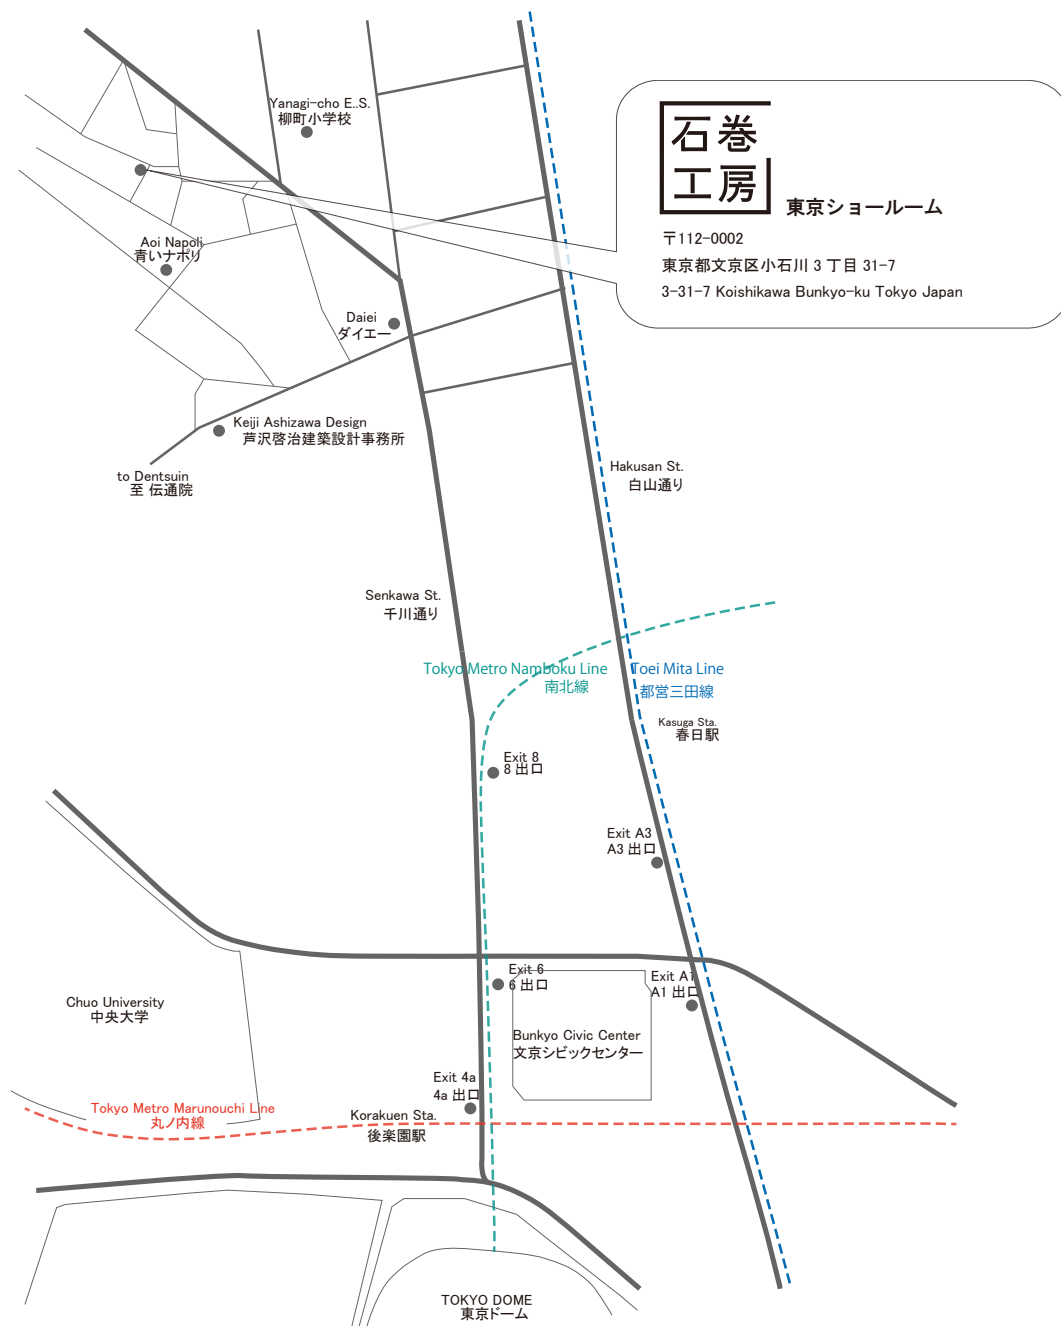 Yanagi-cho E.S.
柳町小学校
石巻
工房
東京ショールーム
〒112-0002
東京都文京区小石川 3 丁目 31-7
3-31-7 Koishikawa Bunkyo-ku Tokyo Japan
Aoi Napoli
青いナポリ
Daiei
ダイエー
Keiji Ashizawa Design
芦沢啓治建築設計事務所
to Dentsuin
至 伝通院
Hakusan St.
白山通り
Senkawa St.
千川通り
Tokyo Metro Namboku Line
南北線
Toei Mita Line
都営三田線
Kasuga Sta.
春日駅
Exit 8
8 出口
Exit A3
A3 出口
Exit 6
6 出口
Exit A1
A1 出口
Chuo University
中央大学
Bunkyo Civic Center
文京シビックセンター
Exit 4a
4a 出口
Tokyo Metro Marunouchi Line
丸ノ内線
Korakuen Sta.
後楽園駅
TOKYO DOME
東京ドーム